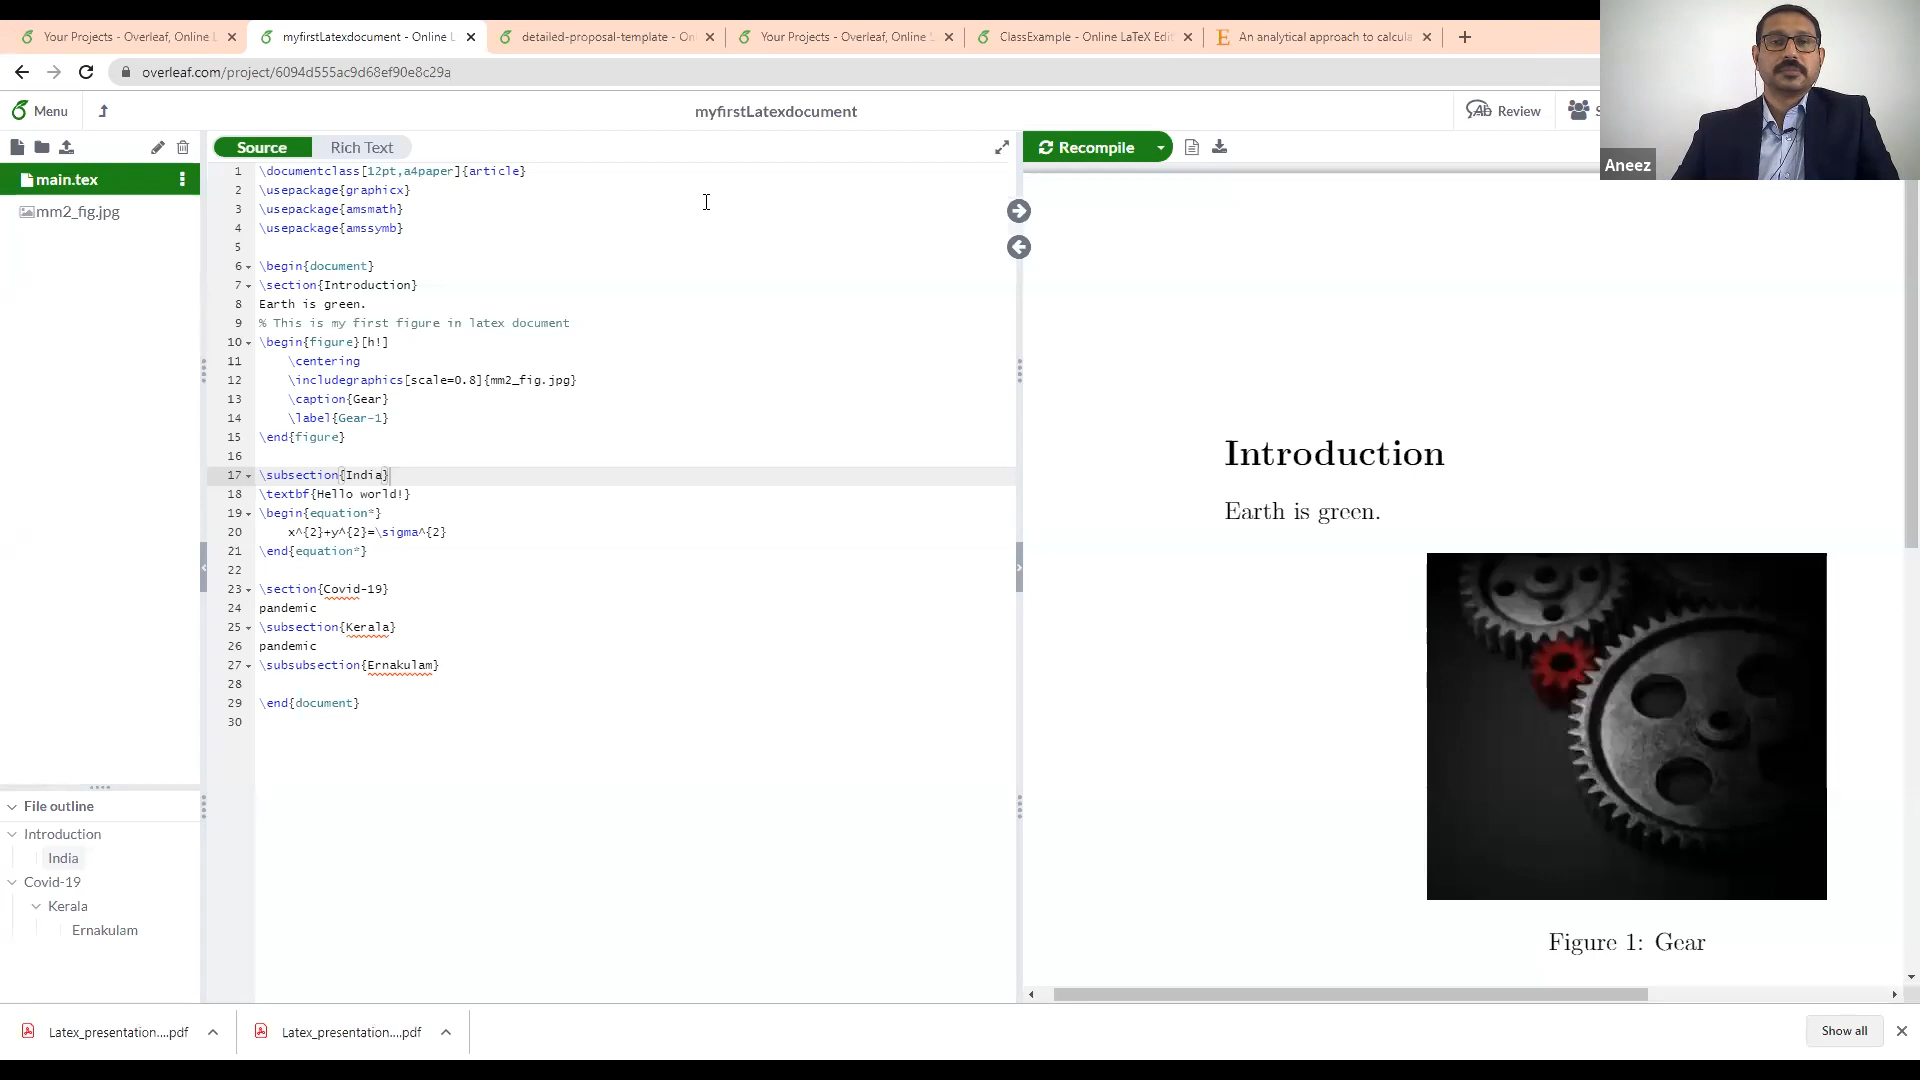 Your Projects - Overleaf, Online L
myfirstLatexdocument - Online L
detailed-proposal-template - Onl
Your Projects - Overleaf, Online
ClassExample - Online LaTeX Edit
An analytical approach to calcula
overleaf.com/project/6094d555ac9d68ef90e8c29a
Menu
myfirstLatexdocument
Review
S
Aneez
Source
Rich Text
Recompile
main.tex
mm2_fig.jpg
1 \documentclass[12pt,a4paper]{article}
2 \usepackage{graphicx}
3 \usepackage{amsmath}
4 \usepackage{amssymb}
5
6 \begin{document}
7 \section{Introduction}
8 Earth is green.
9 % This is my first figure in latex document
10 \begin{figure}[h!]
11 \centering
12 \includegraphics[scale=0.8]{mm2_fig.jpg}
13 \caption{Gear}
14 \label{Gear-1}
15 \end{figure}
16
17 \subsection{India}
18 \textbf{Hello world!}
19 \begin{equation*}
20 x^{2}+y^{2}=\sigma^{2}
21 \end{equation*}
22
23 \section{Covid-19}
24 pandemic
25 \subsection{Kerala}
26 pandemic
27 \subsubsection{Ernakulam}
28
29 \end{document}
30
Introduction
Earth is green.
Figure 1: Gear
File outline
Introduction
India
Covid-19
Kerala
Ernakulam
Latex_presentation....pdf
Latex_presentation....pdf
Show all